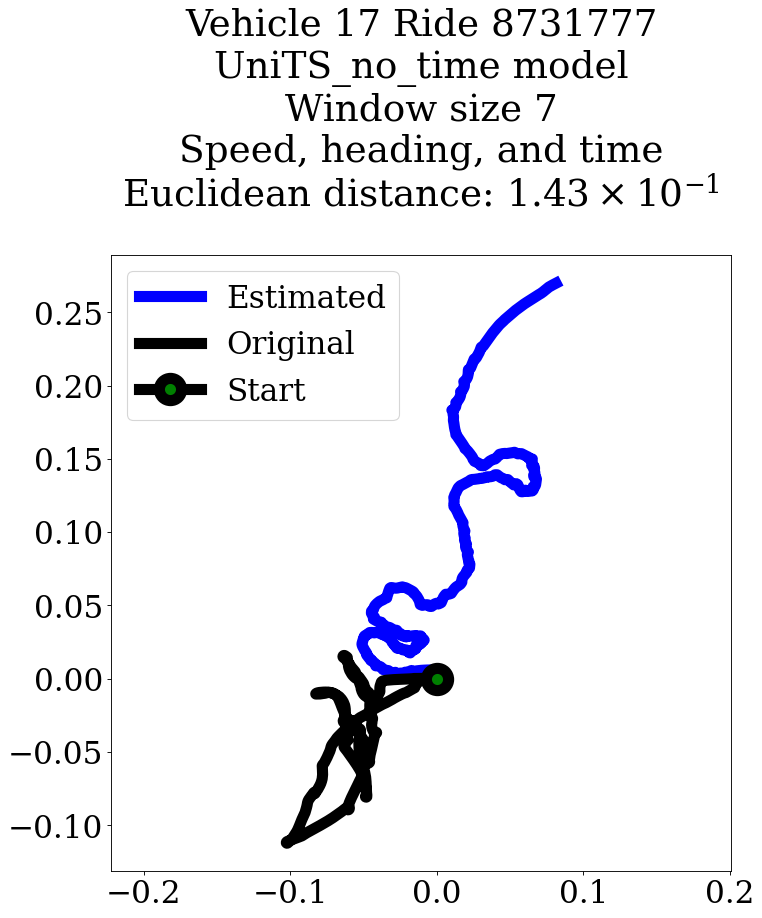 Vehicle 17 Ride 8731777
UniTS_no_time model
Window size 7
Speed, heading, and time
Euclidean distance: 1.43 × 10⁻¹
Estimated
Original
Start
0.25
0.20
0.15
0.10
0.05
0.00
−0.05
−0.10
−0.2 −0.1 0.0 0.1 0.2